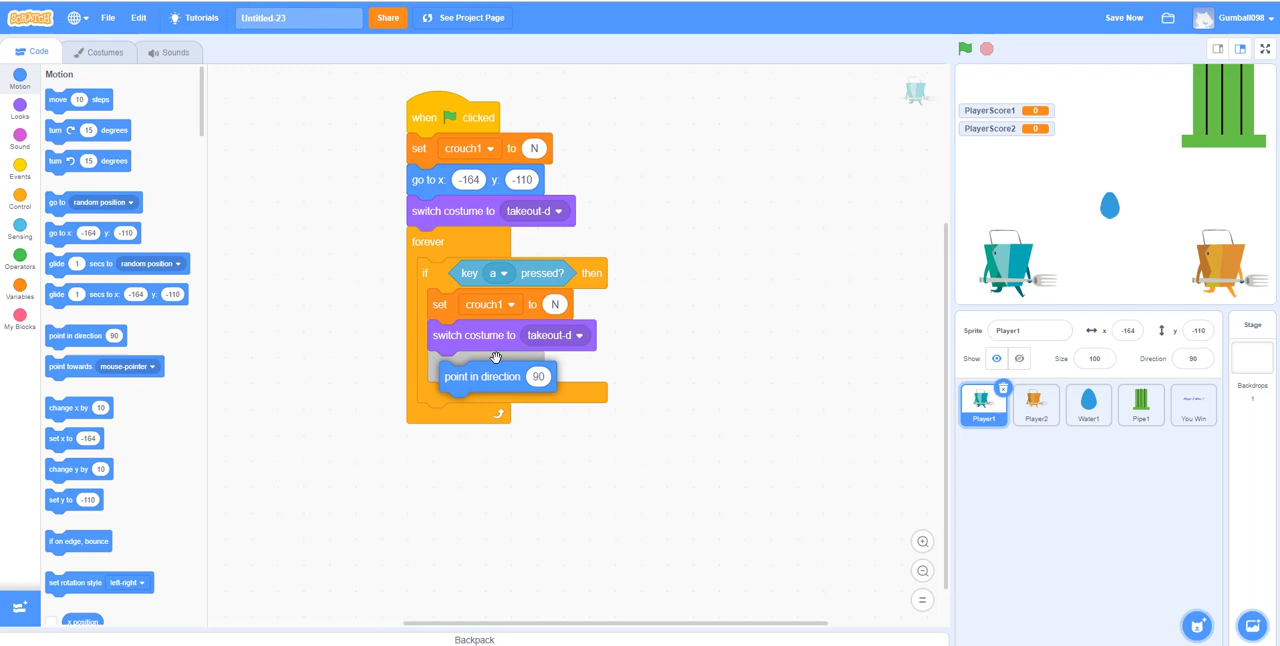 SCRATCH File Edit Tutorials Untitled-23 Share See Project Page Save Now Gumball098
Code Costumes Sounds
Motion
Looks
Sound
Events
Control
Sensing
Operators
Variables
My Blocks
Motion
move 10 steps
turn 15 degrees
turn 15 degrees
go to random position
go to x: -164 y: -110
glide 1 secs to random position
glide 1 secs to x: -164 y: -110
point in direction 90
point towards mouse-pointer
change x by 10
set x to -164
change y by 10
set y to -110
if on edge, bounce
set rotation style left-right
x position
when clicked
set crouch1 to N
go to x: -164 y: -110
switch costume to takeout-d
forever
if key a pressed? then
set crouch1 to N
switch costume to takeout-d
point in direction 90
Backpack
PlayerScore1 0
PlayerScore2 0
Sprite Player1 x -164 y -110
Show Size 100 Direction 90
Player1 Player2 Water1 Pipe1 You Win
Stage
Backdrops
1